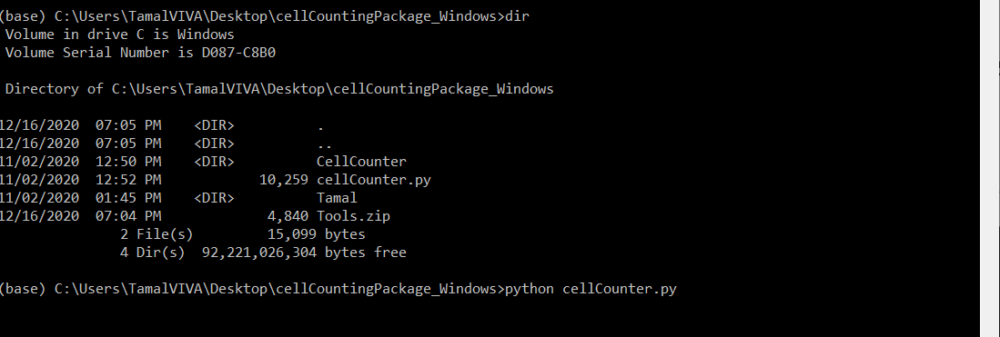 (base) C:\Users\TamalVIVA\Desktop\cellCountingPackage_Windows>dir
Volume in drive C is Windows
Volume Serial Number is D087-C8B0
Directory of C:\Users\TamalVIVA\Desktop\cellCountingPackage_Windows
12/16/2020  07:05 PM    <DIR>          .
12/16/2020  07:05 PM    <DIR>          ..
11/02/2020  12:50 PM    <DIR>          CellCounter
11/02/2020  12:52 PM            10,259 cellCounter.py
11/02/2020  01:45 PM    <DIR>          Tamal
12/16/2020  07:04 PM             4,840 Tools.zip
2 File(s)         15,099 bytes
4 Dir(s)  92,221,026,304 bytes free
(base) C:\Users\TamalVIVA\Desktop\cellCountingPackage_Windows>python cellCounter.py